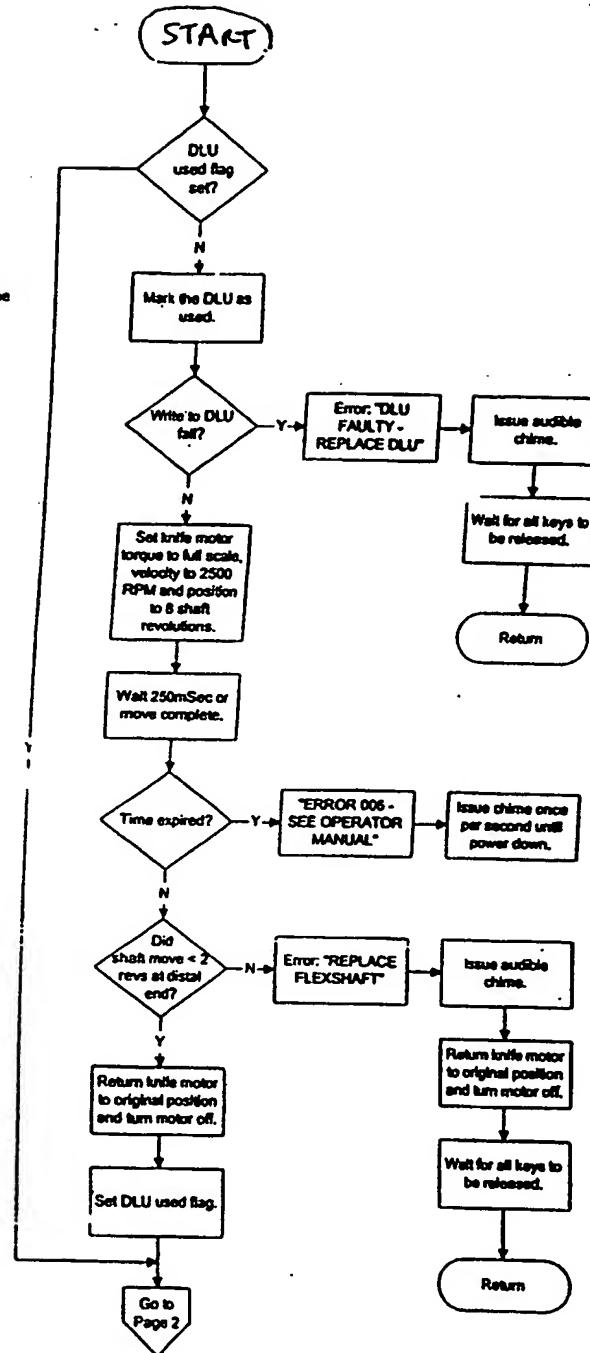 START
DLU
used flag
set?
N
Mark the DLU as
used.
Write to DLU
fail?
Y
Error: "DLU
FAULTY -
REPLACE DLU"
Issue audible
chime.
Wait for all keys to
be released.
Return
N
Set knife motor
torque to full scale,
velocity to 2500
RPM and position
to 8 shaft
revolutions.
Wait 250mSec or
move complete.
Y
Time expired?
Y
"ERROR 006 -
SEE OPERATOR
MANUAL"
Issue chime once
per second until
power down.
N
Did
shaft move < 2
revs at distal
end?
N
Error: "REPLACE
FLEXSHAFT"
Issue audible
chime.
Return knife motor
to original position
and turn motor off.
Wait for all keys to
be released.
Return
Y
Return knife motor
to original position
and turn motor off.
Set DLU used flag.
Go to
Page 2